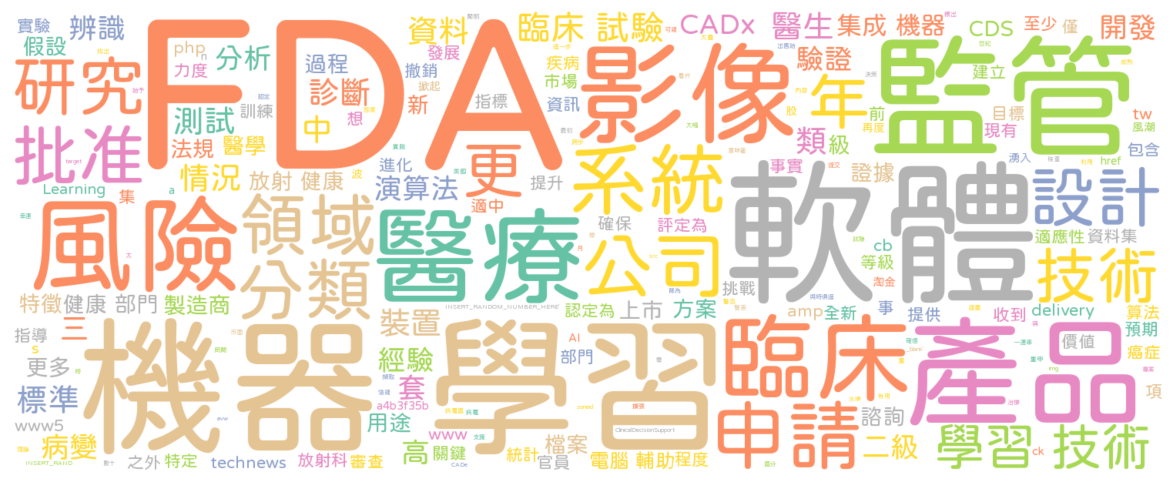 FDA
影像
監管
軟體
機器
學習
風險
醫療
系統
公司
領域
分類
產品
臨床
申請
設計
技術
研究
批准
學習 技術
更
年
資料
臨床 試驗
CADx
醫生
集成 機器
CDS
至少
僅
開發
實驗
辨識
假設
php
力度
分析
過程
發展
撤銷
新
疾病
市場
資訊
驗證
建立
目標
現有
前
tw
風潮
包含
href
測試
訓練
診斷
中
想
指標
類級
再度
法規
醫學
情況
放射 健康
波
進化
演算法
提升
適中
事實
證據
Learning
a
集
確保
評定為
適應性
資料集
cb
等級
淘金
挑戰
特徵
健康 部門
製造商
INSERT_RANDOM_NUMBER_HERE
認定為
上市
方案
amp
全新
事
提供
收到
delivery
算法
預期
癌症
價值
指導
三
s
更多
裝置
經驗
AI
部門
套
標準
a4b3f35b
用途
www5
www
病變
之外
特定
technews
放射科
審查
高
關鍵
ClinicalDecisionSupport
檔案
統計
官員
電腦 輔助
程度
諮詢
二級
項
ck
CADe
target